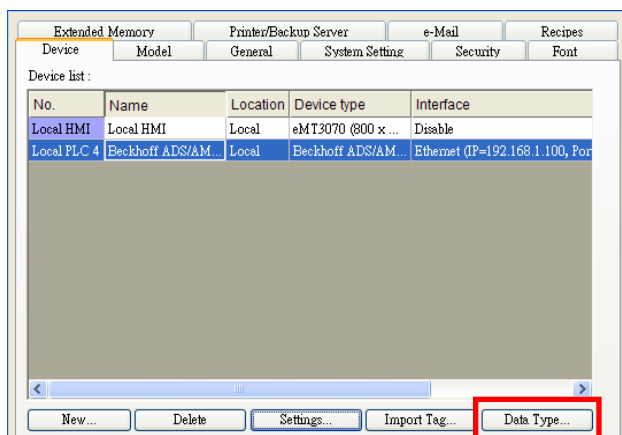 Extended Memory Printer/Backup Server e-Mail Recipes
Device Model General System Setting Security Font
Device list :
No. Name Location Device type Interface
Local HMI Local HMI Local eMT3070 (800 x ... Disable
Local PLC 4 Beckhoff ADS/AM... Local Beckhoff ADS/AM... Ethernet (IP=192.168.1.100, Por
New... Delete Settings... Import Tag... Data Type...